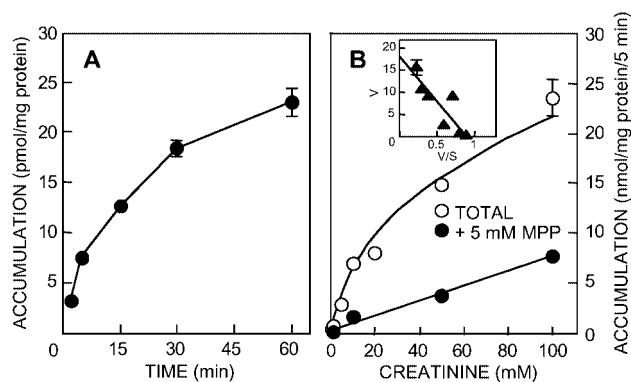 A
ACCUMULATION (pmol/mg protein)
30
25
20
15
10
5
0
0 15 30 45 60
TIME (min)
B
V
20
15
10
5
0
0.5 1
V/S
TOTAL
+ 5 mM MPP
30
25
20
15
10
5
0
ACCUMULATION (nmol/mg protein/5 min)
0 20 40 60 80 100
CREATININE (mM)